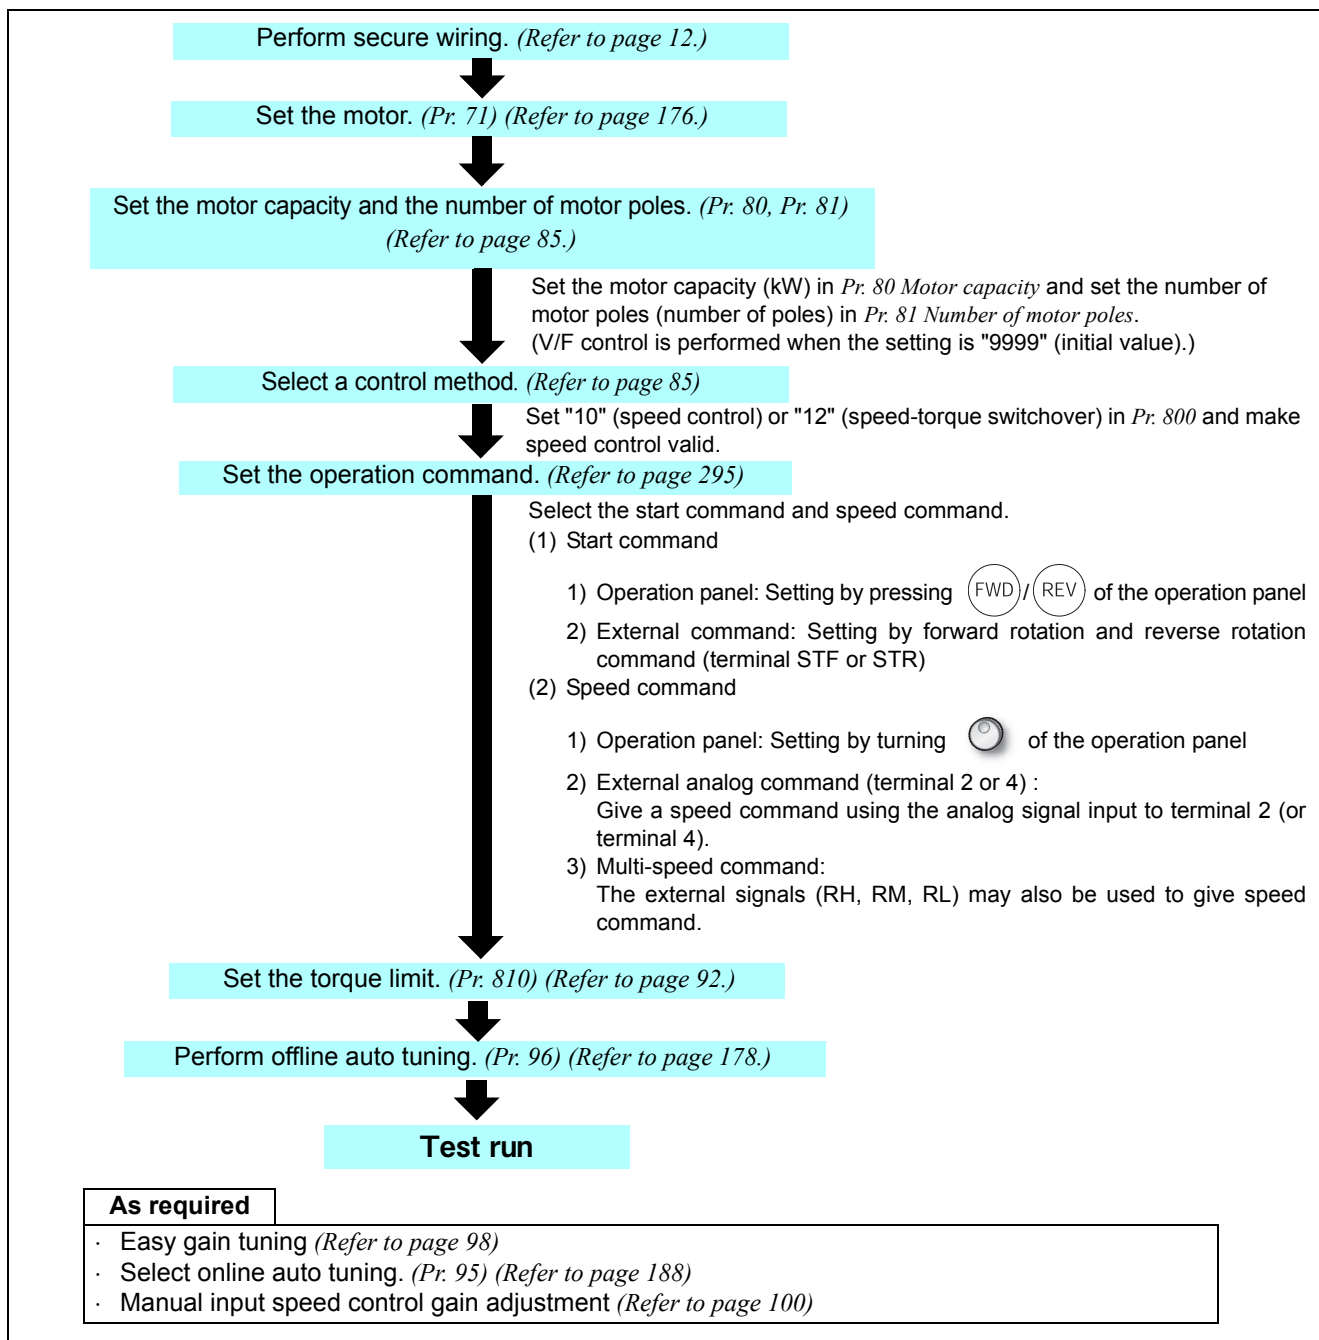 Perform secure wiring. (Refer to page 12.)
Set the motor. (Pr. 71) (Refer to page 176.)
Set the motor capacity and the number of motor poles. (Pr. 80, Pr. 81)
(Refer to page 85.)
Set the motor capacity (kW) in Pr. 80 Motor capacity and set the number of
motor poles (number of poles) in Pr. 81 Number of motor poles.
(V/F control is performed when the setting is "9999" (initial value).)
Select a control method. (Refer to page 85)
Set "10" (speed control) or "12" (speed-torque switchover) in Pr. 800 and make
speed control valid.
Set the operation command. (Refer to page 295)
Select the start command and speed command.
(1) Start command
1) Operation panel: Setting by pressing FWD / REV of the operation panel
2) External command: Setting by forward rotation and reverse rotation
command (terminal STF or STR)
(2) Speed command
1) Operation panel: Setting by turning of the operation panel
2) External analog command (terminal 2 or 4) :
Give a speed command using the analog signal input to terminal 2 (or
terminal 4).
3) Multi-speed command:
The external signals (RH, RM, RL) may also be used to give speed
command.
Set the torque limit. (Pr. 810) (Refer to page 92.)
Perform offline auto tuning. (Pr. 96) (Refer to page 178.)
Test run
As required
· Easy gain tuning (Refer to page 98)
· Select online auto tuning. (Pr. 95) (Refer to page 188)
· Manual input speed control gain adjustment (Refer to page 100)